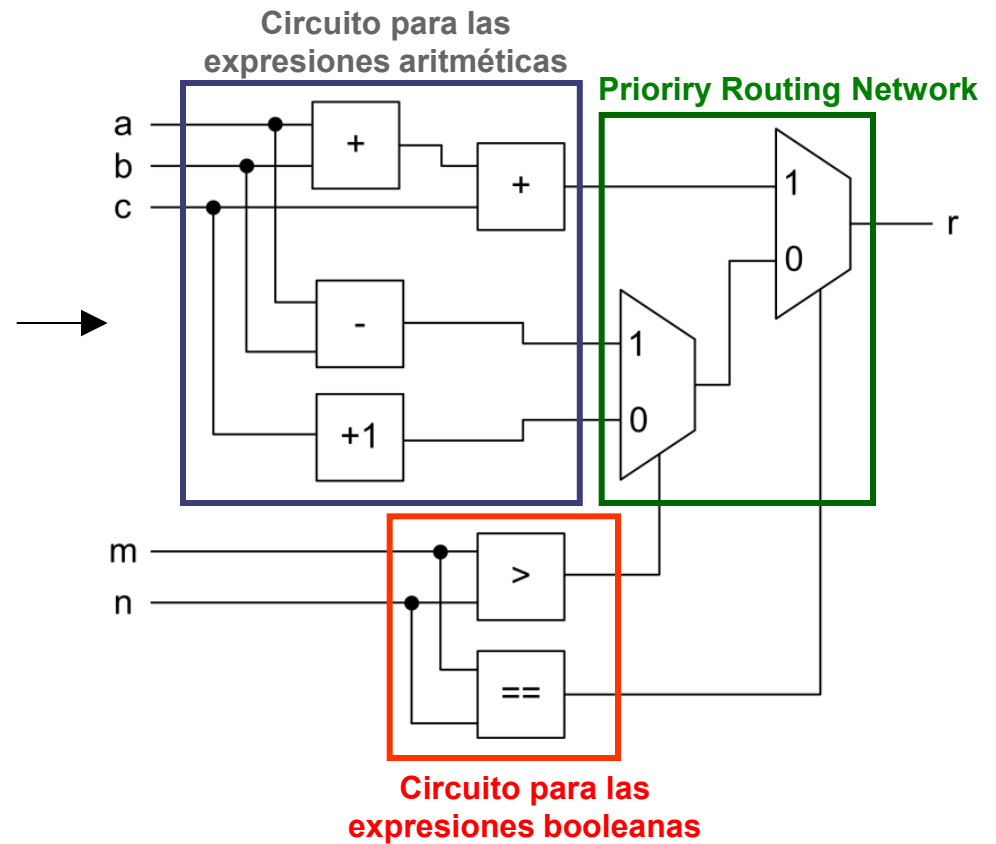 Circuito para las
expresiones aritméticas
Prioriry Routing Network
a
b
c
+
+
1
0
r
-
1
0
+1
m
n
>
==
Circuito para las
expresiones booleanas